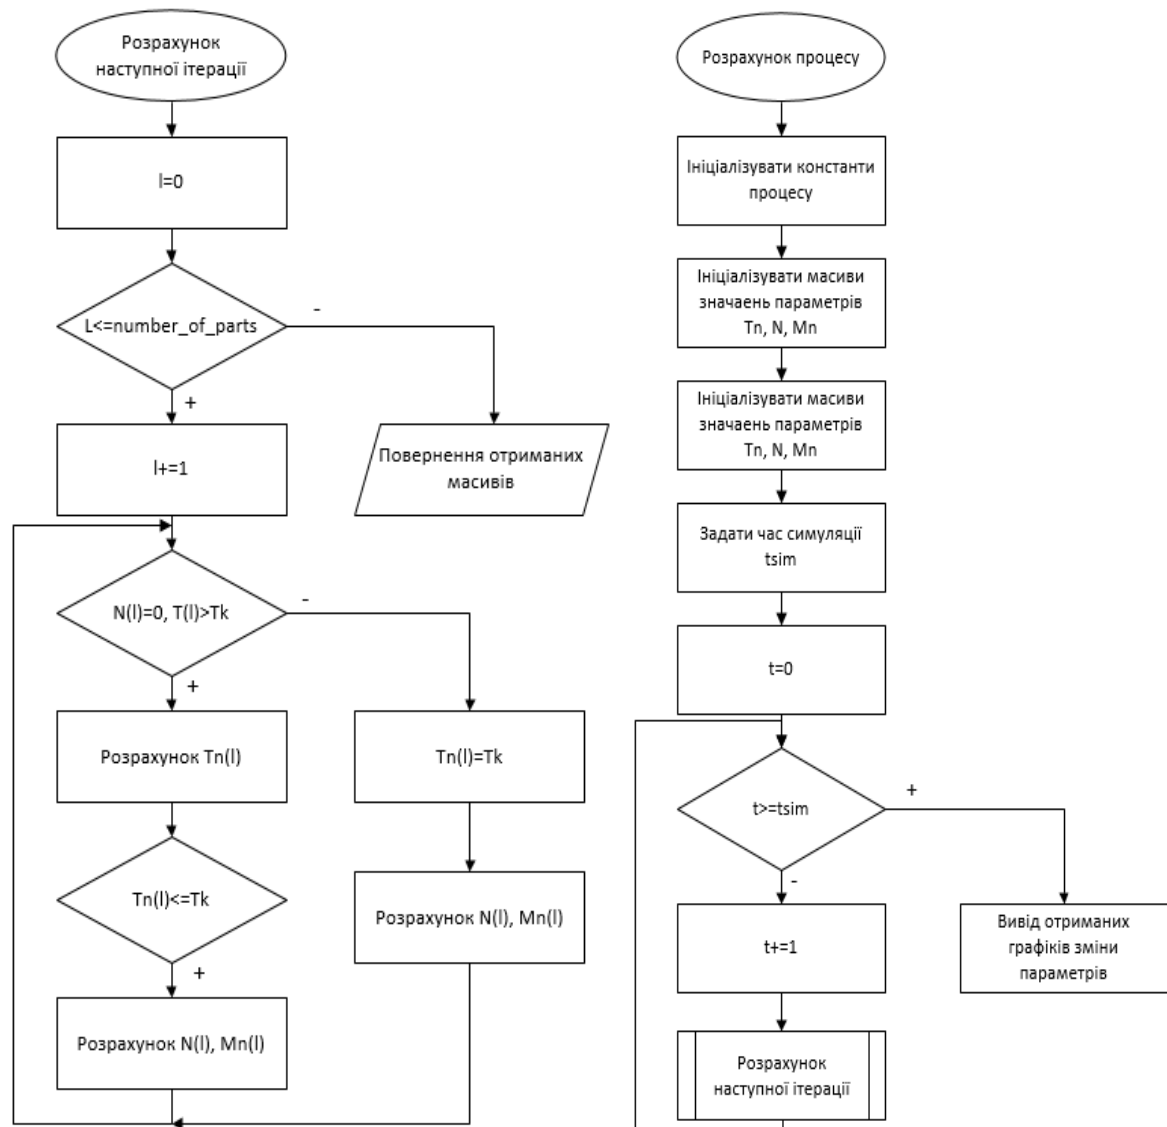 Розрахунок
наступної ітерації
l=0
L<=number_of_parts
-
+
l+=1
Повернення отриманих
масивів
N(l)=0, T(l)>Tk
-
+
Розрахунок Tn(l)
Tn(l)=Tk
Tn(l)<=Tk
Розрахунок N(l), Mn(l)
+
Розрахунок N(l), Mn(l)
Розрахунок процесу
Ініціалізувати константи
процесу
Ініціалізувати масиви
значаень параметрів
Tn, N, Mn
Ініціалізувати масиви
значаень параметрів
Tn, N, Mn
Задати час симуляції
tsim
t=0
t>=tsim
+
-
t+=1
Вивід отриманих
графіків зміни
параметрів
Розрахунок
наступної ітерації